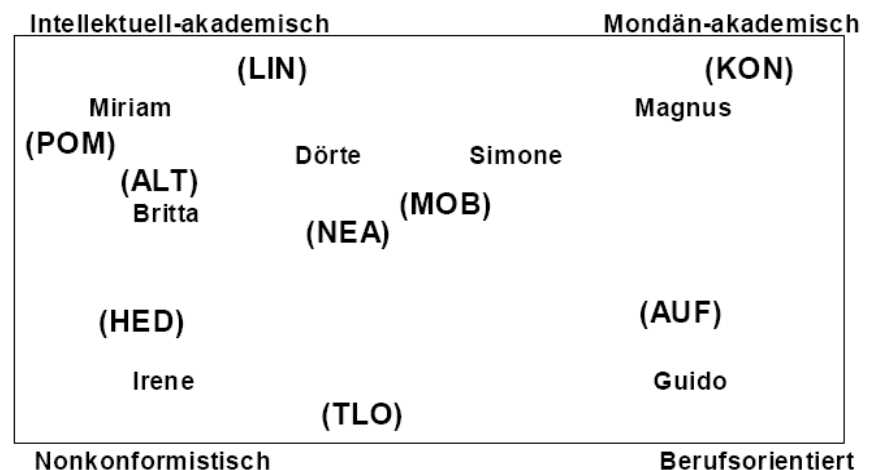 Intellektuell-akademisch Mondän-akademisch
(LIN) (KON)
Miriam Magnus
(POM)
Dörte Simone
(ALT)
Britta (MOB)
(NEA)
(HED) (AUF)
Irene Guido
(TLO)
Nonkonformistisch Berufsorientiert